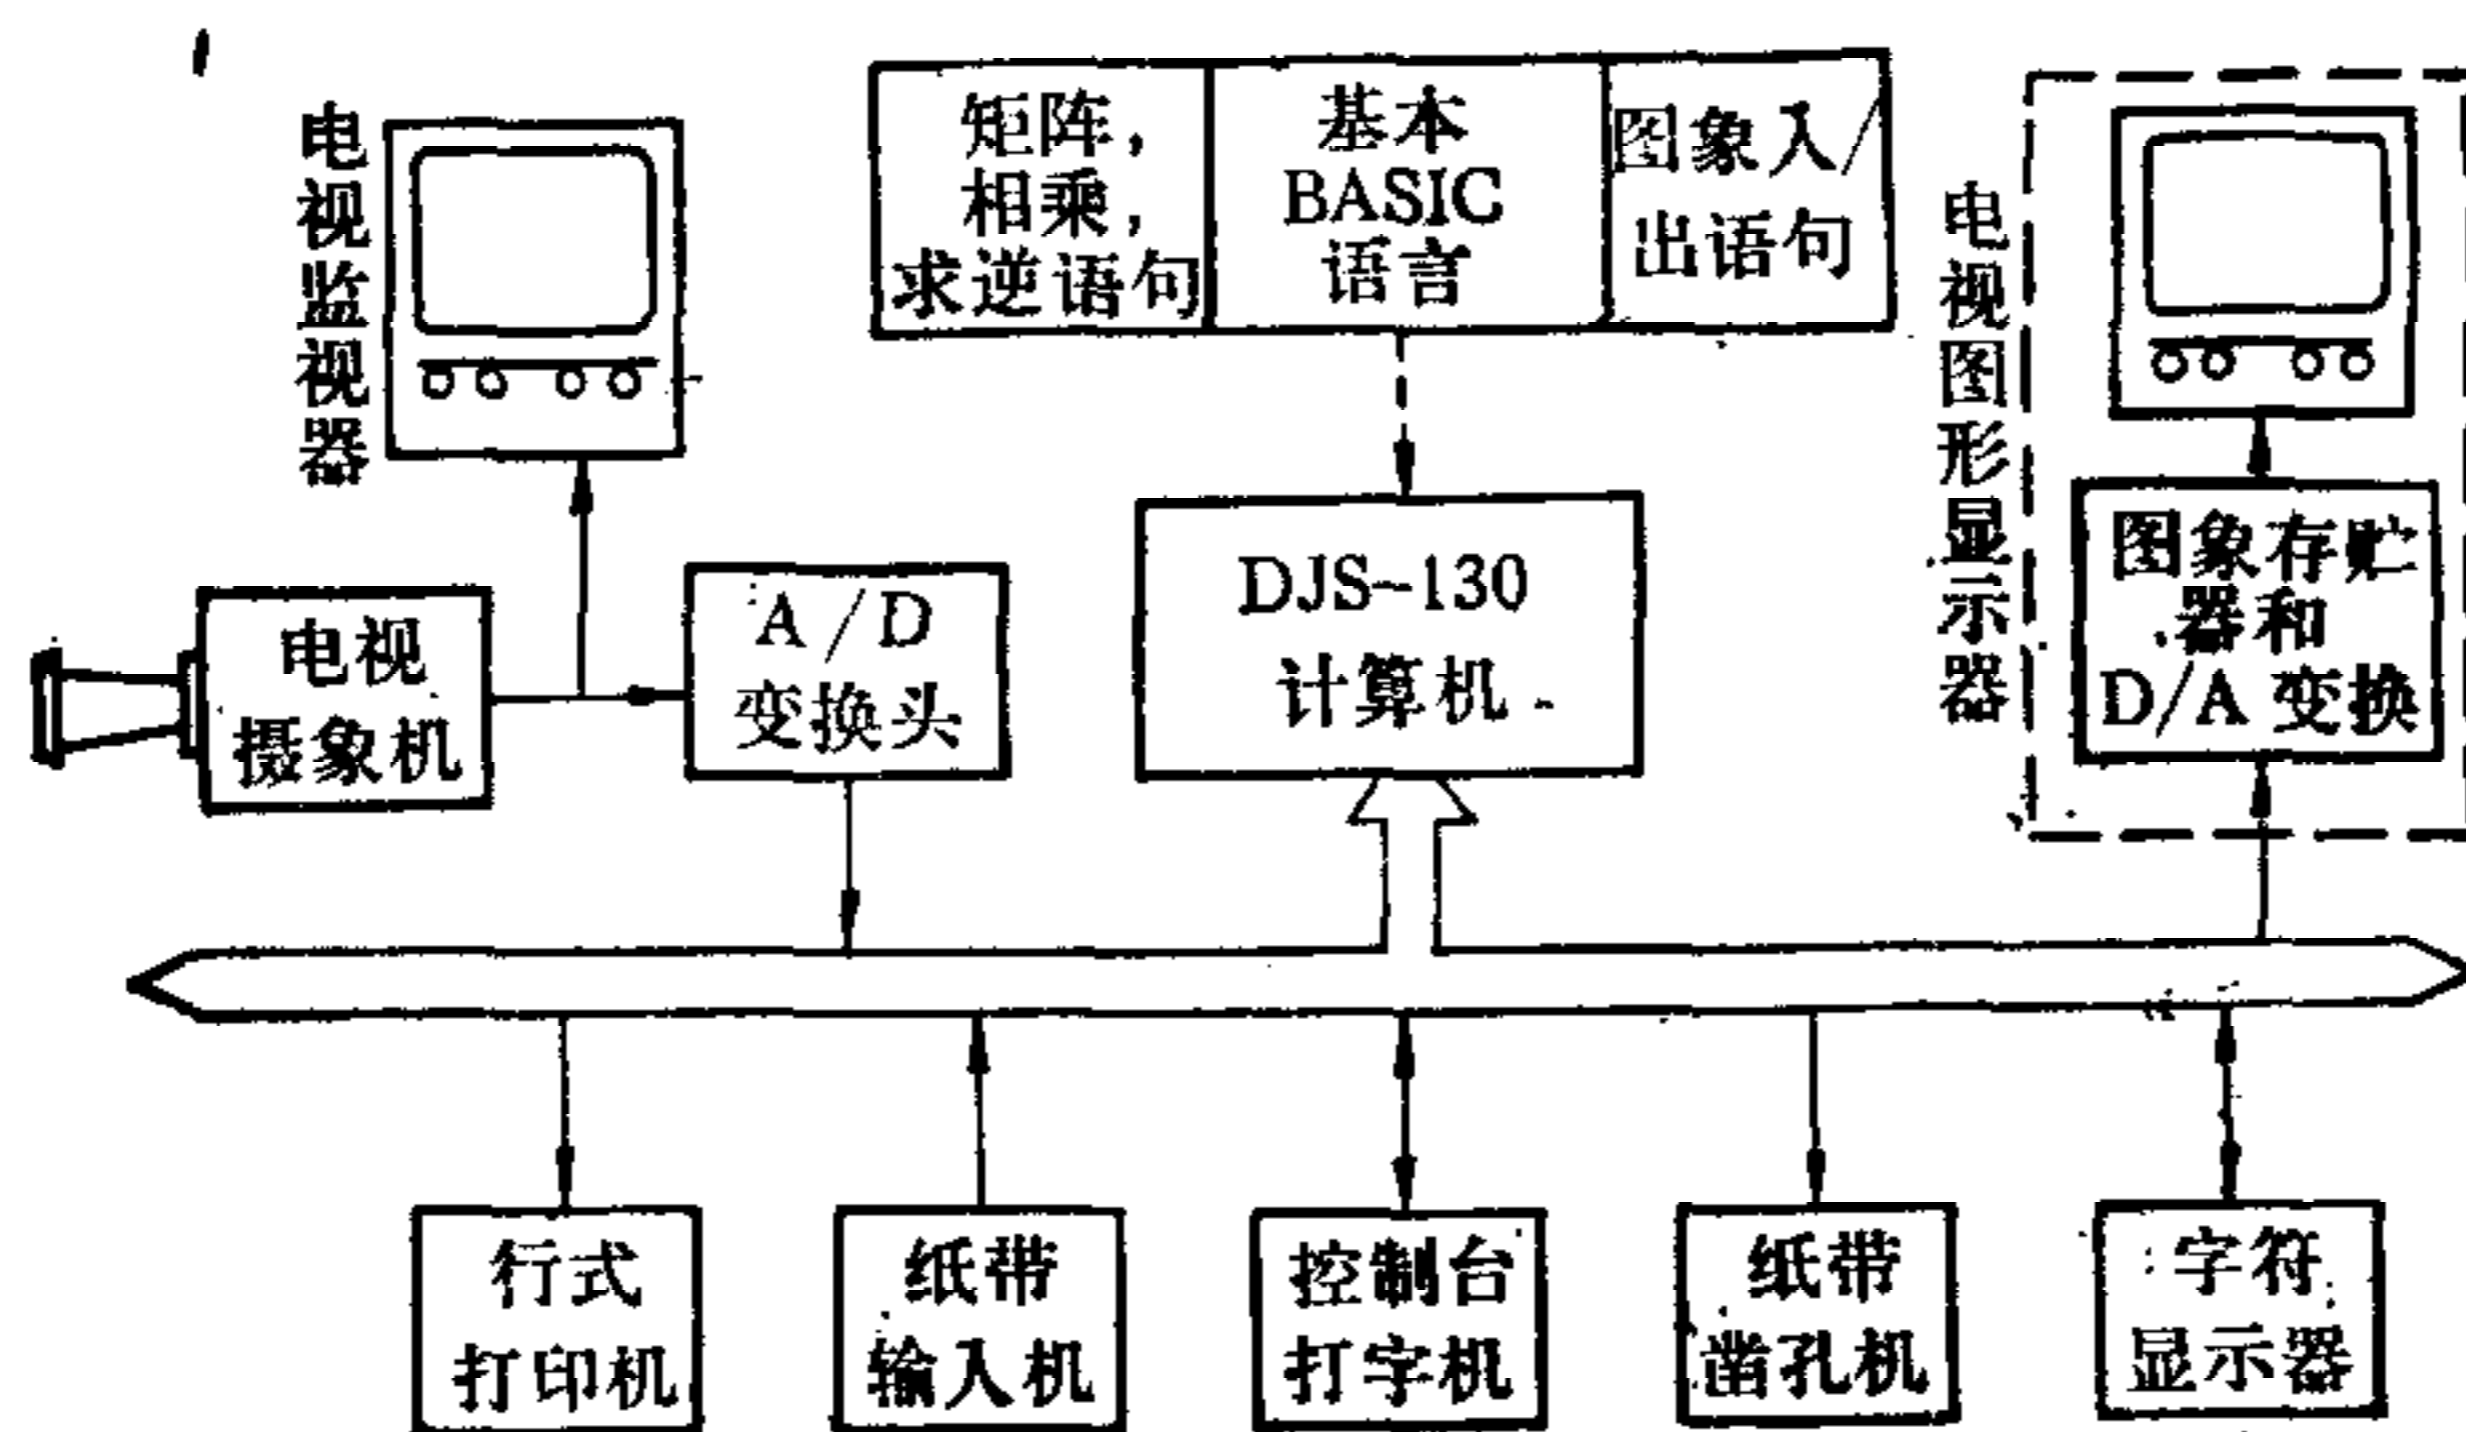 电视监视器
矩阵，
相乘，
求逆语句
基本
BASIC
语言
图象入/
出语句
电视图形显示器
电视
摄象机
A/D
变换头
DJS-130
计算机
图象存贮
器和
D/A 变换
行式
打印机
纸带
输入机
控制台
打字机
纸带
凿孔机
字符
显示器